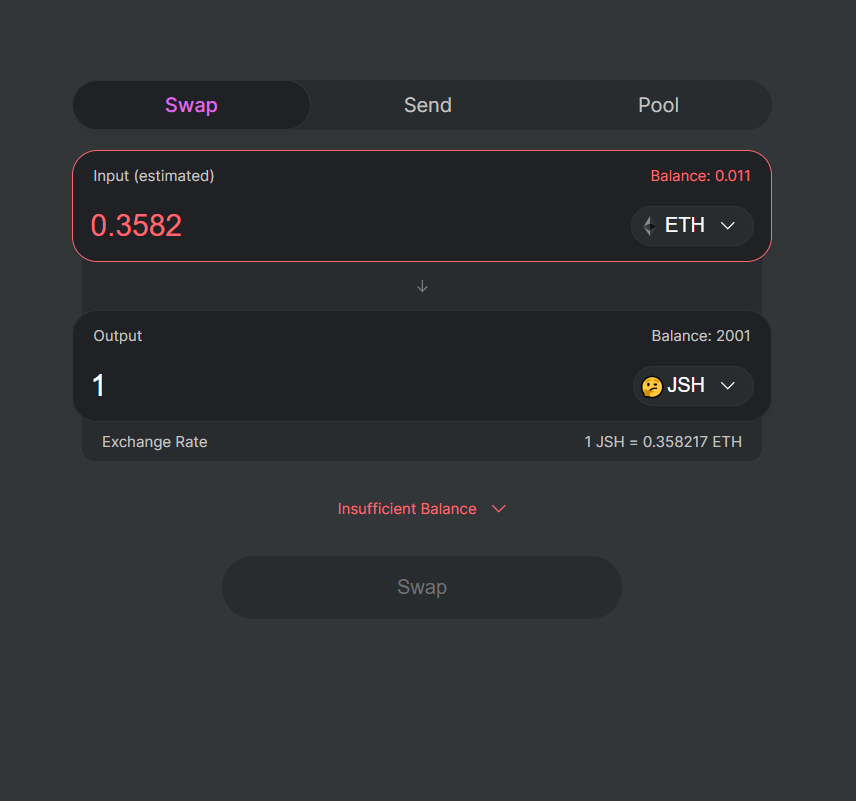 Swap Send Pool
Input (estimated) Balance: 0.011
0.3582 ETH
Output Balance: 2001
1 JSH
Exchange Rate 1 JSH = 0.358217 ETH
Insufficient Balance
Swap